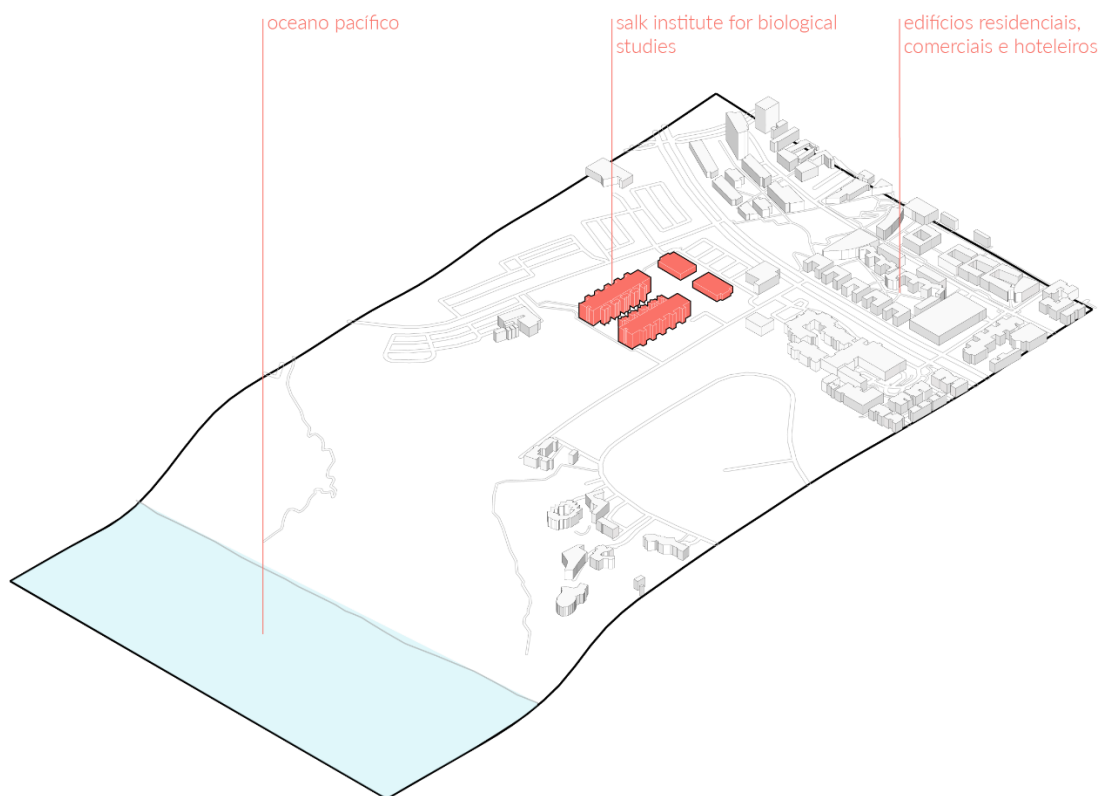 oceano pacífico
salk institute for biological
studies
edifícios residenciais,
comerciais e hoteleiros